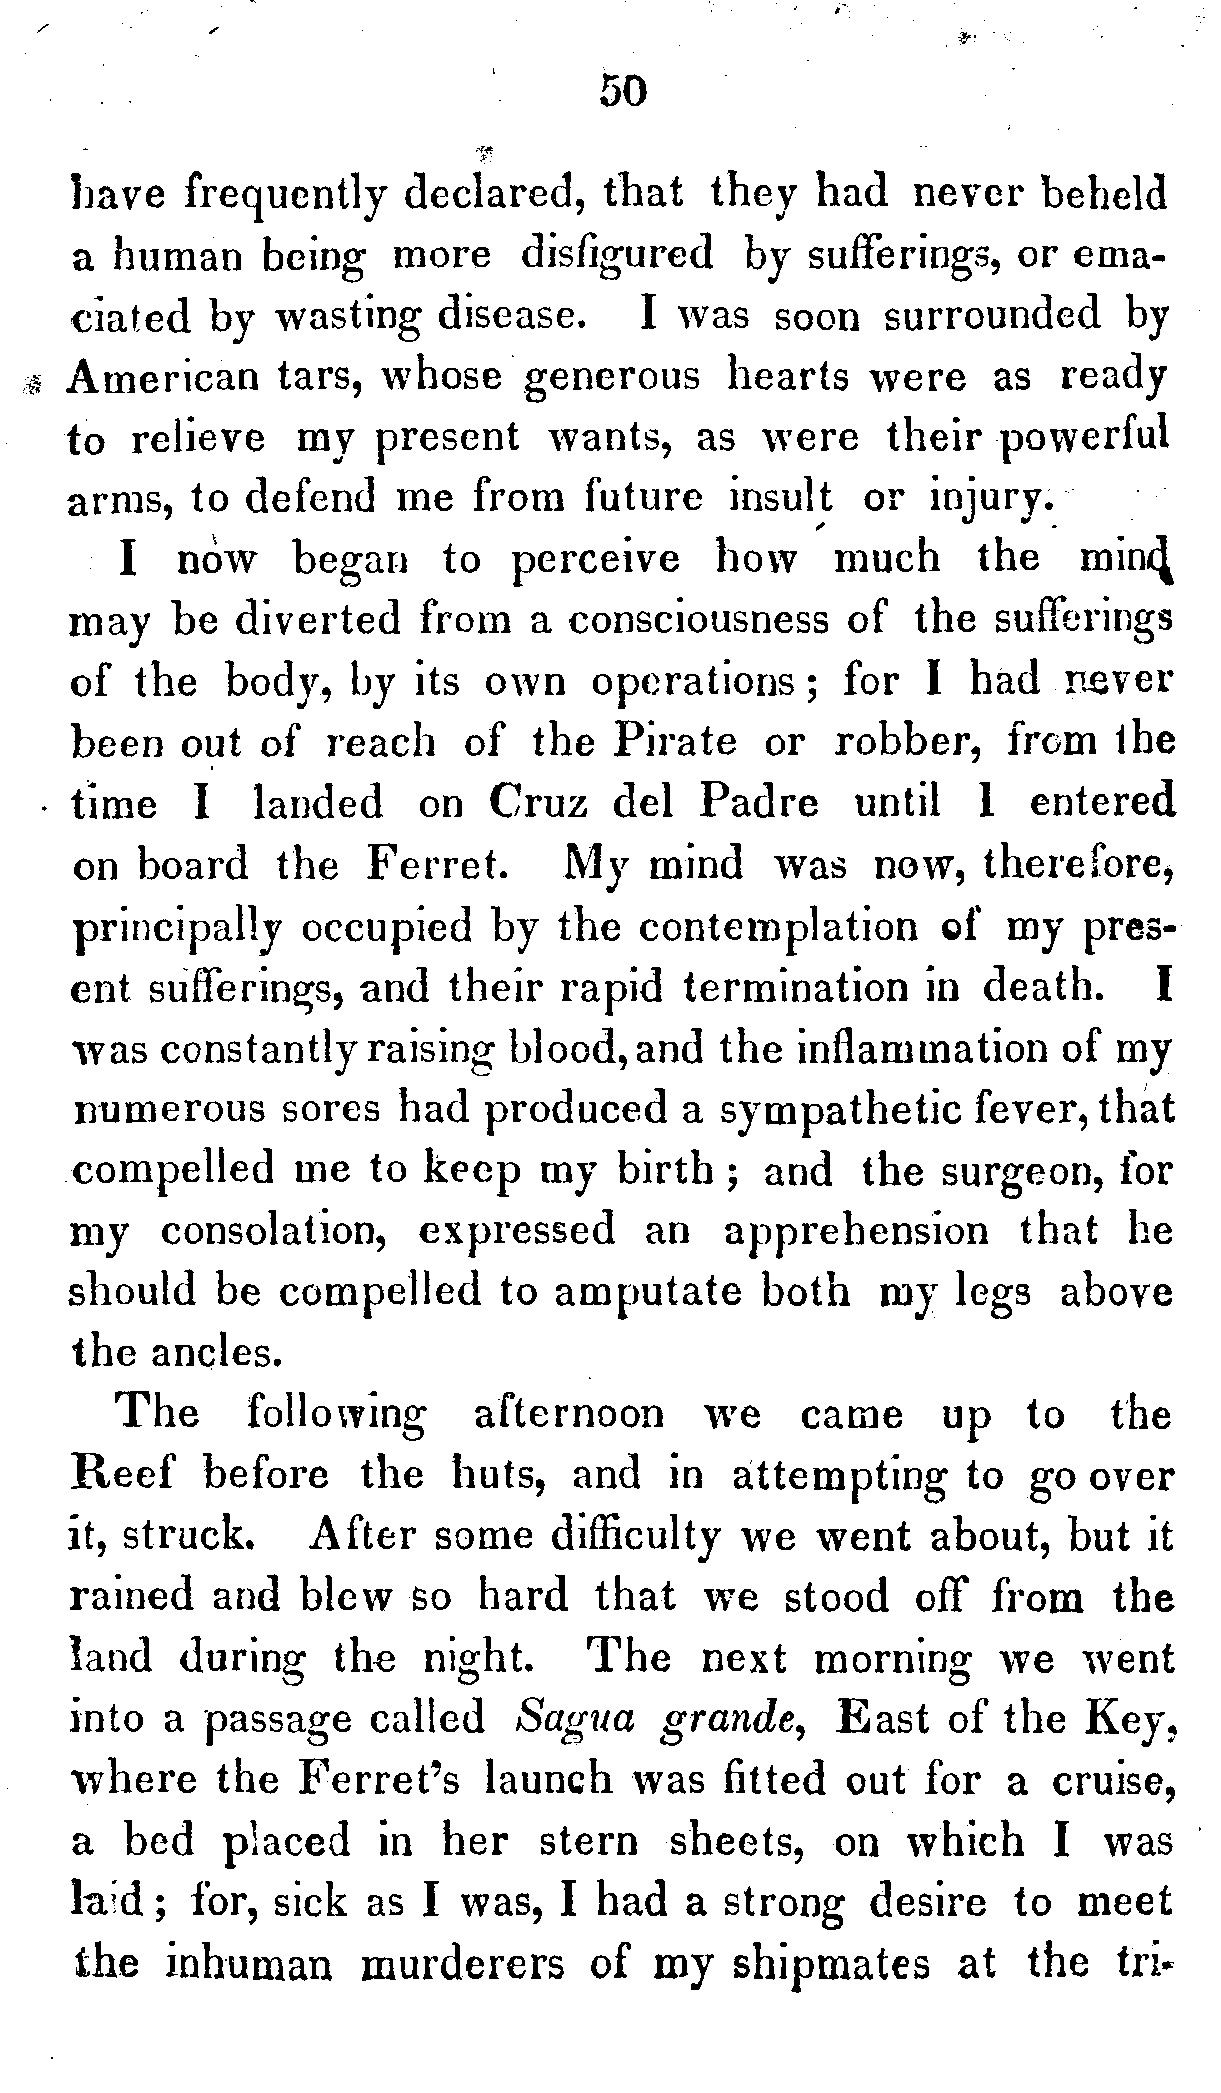 50
have frequently declared, that they had never beheld
a human being more disfigured by sufferings, or ema-
ciated by wasting disease. I was soon surrounded by
American tars, whose generous hearts were as ready
to relieve my present wants, as were their powerful
arms, to defend me from future insult or injury.
I now began to perceive how much the mind
may be diverted from a consciousness of the sufferings
of the body, by its own operations; for I had never
been out of reach of the Pirate or robber, from the
time I landed on Cruz del Padre until I entered
on board the Ferret. My mind was now, therefore,
principally occupied by the contemplation of my pres-
ent sufferings, and their rapid termination in death. I
was constantly raising blood, and the inflammation of my
numerous sores had produced a sympathetic fever, that
compelled me to keep my birth; and the surgeon, for
my consolation, expressed an apprehension that he
should be compelled to amputate both my legs above
the ancles.
The following afternoon we came up to the
Reef before the huts, and in attempting to go over
it, struck. After some difficulty we went about, but it
rained and blew so hard that we stood off from the
land during the night. The next morning we went
into a passage called Sagua grande, East of the Key,
where the Ferret's launch was fitted out for a cruise,
a bed placed in her stern sheets, on which I was
laid; for, sick as I was, I had a strong desire to meet
the inhuman murderers of my shipmates at the tri-